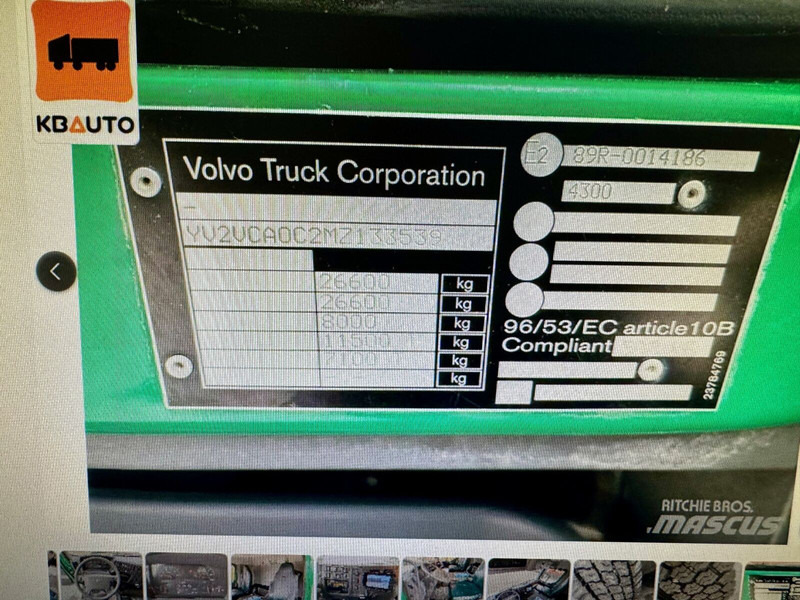 KBAUTO
Volvo Truck Corporation
-
YV2VCA0C2MZ133539
26600 kg
26600 kg
8000 kg
11500 kg
7100 kg
kg
E2 89R-0014186
4300
96/53/EC article10B
Compliant
23784769
RITCHIE BROS.
MASCUS